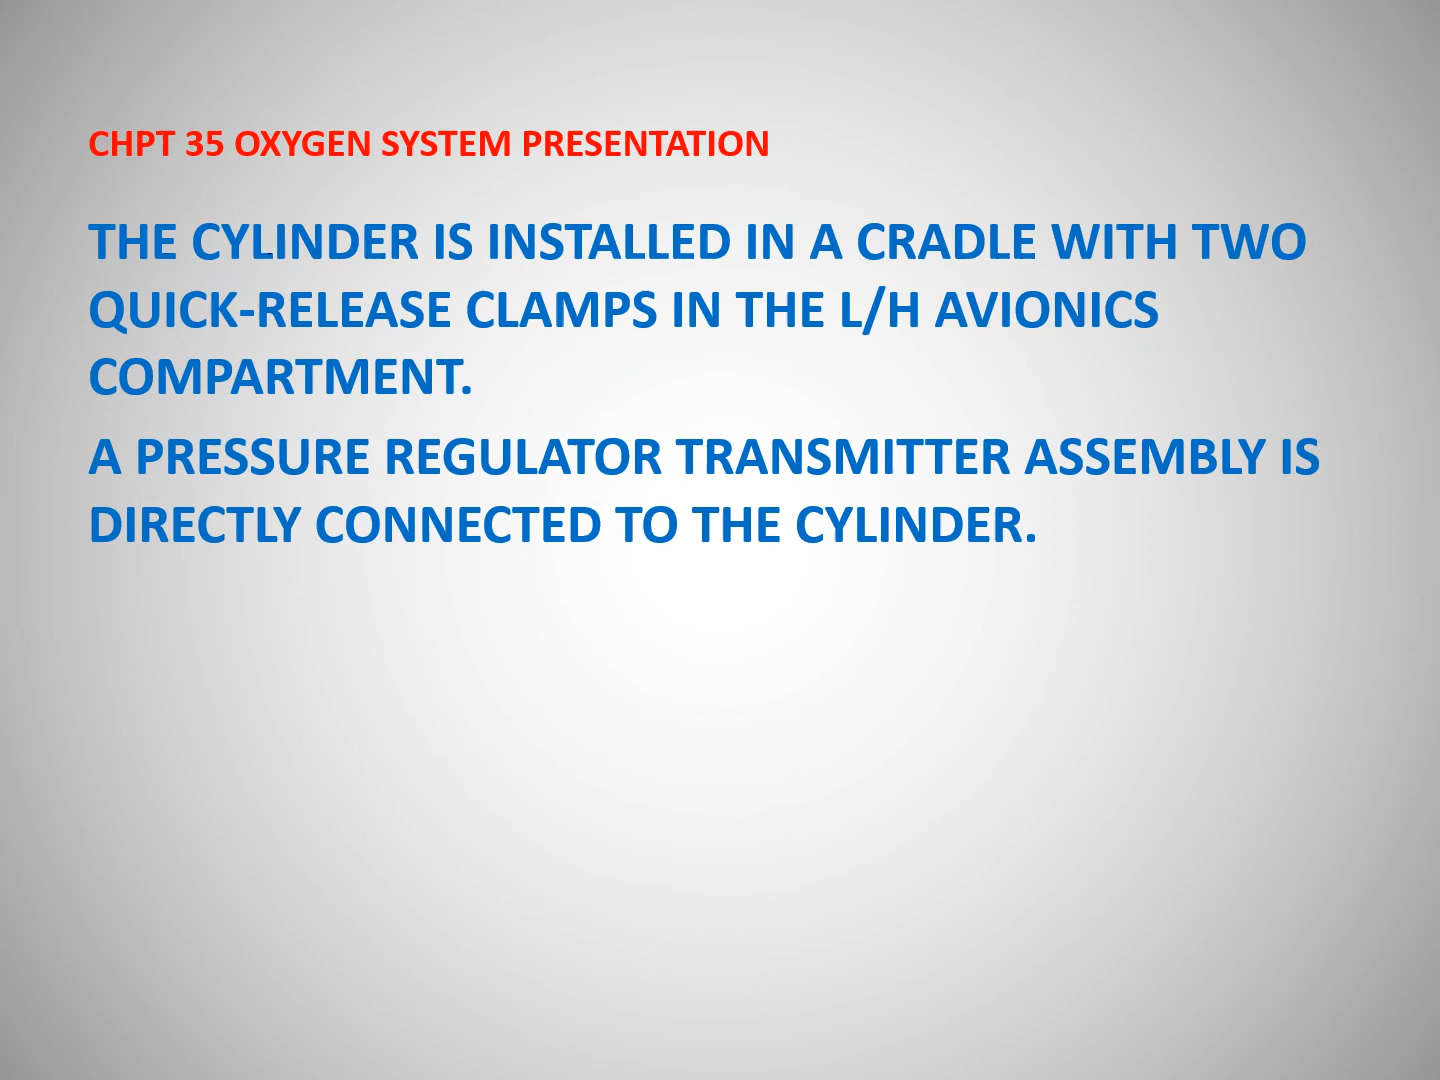 CHPT 35 OXYGEN SYSTEM PRESENTATION
THE CYLINDER IS INSTALLED IN A CRADLE WITH TWO
QUICK-RELEASE CLAMPS IN THE L/H AVIONICS
COMPARTMENT.
A PRESSURE REGULATOR TRANSMITTER ASSEMBLY IS
DIRECTLY CONNECTED TO THE CYLINDER.